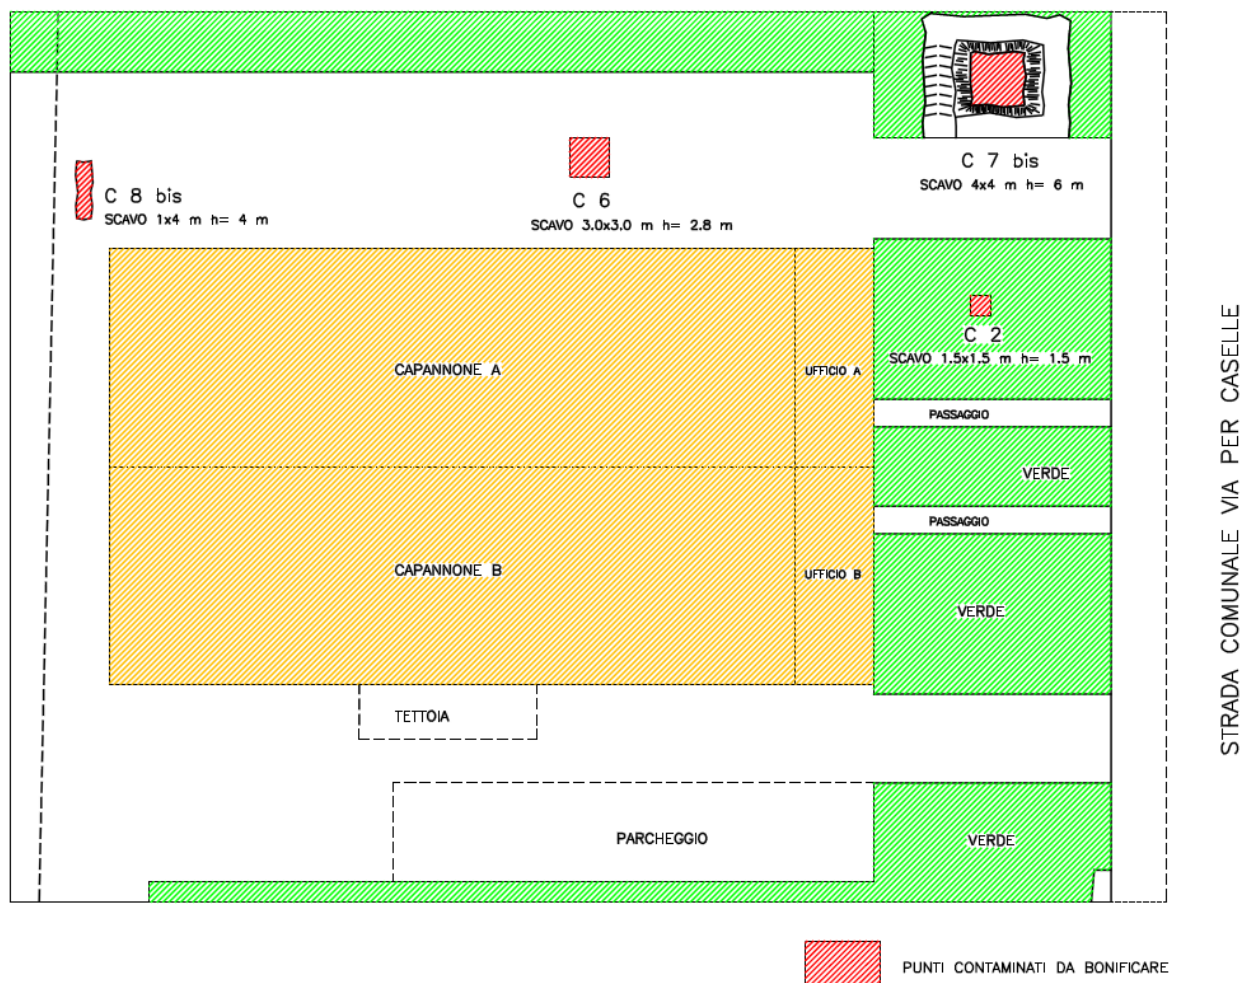 C 7 bis
SCAVO 4x4 m h= 6 m
C 8 bis
SCAVO 1x4 m h= 4 m
C 6
SCAVO 3.0x3.0 m h= 2.8 m
C 2
SCAVO 1.5x1.5 m h= 1.5 m
CAPANNONE A
UFFICIO A
PASSAGGIO
VERDE
PASSAGGIO
CAPANNONE B
UFFICIO B
VERDE
TETTOIA
PARCHEGGIO
VERDE
STRADA COMUNALE VIA PER CASELLE
PUNTI CONTAMINATI DA BONIFICARE